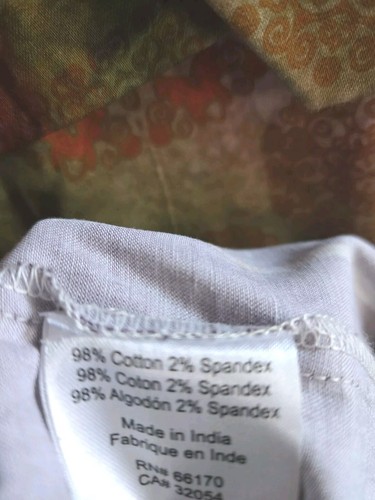 98% Cotton 2% Spandex
98% Coton 2% Spandex
98% Algodón 2% Spandex
Made in India
Fabrique en Inde
RN# 66170
CA# 32054